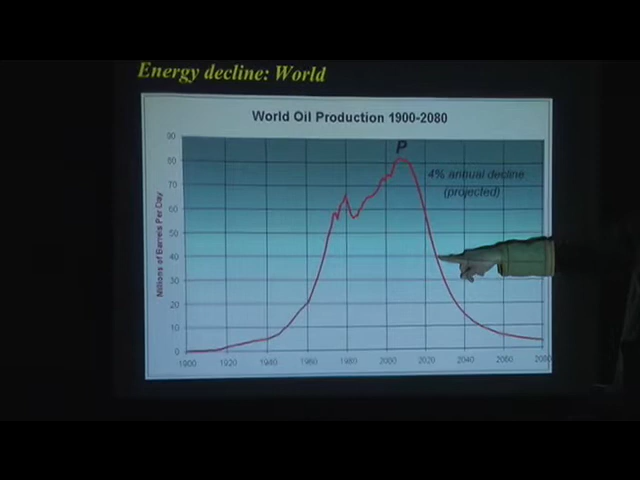 Energy decline: World
World Oil Production 1900-2080
P
4% annual decline
(projected)
Millions of Barrels Per Day
90
80
70
60
50
40
30
20
10
0
1900 1920 1940 1960 1980 2000 2020 2040 2060 2080